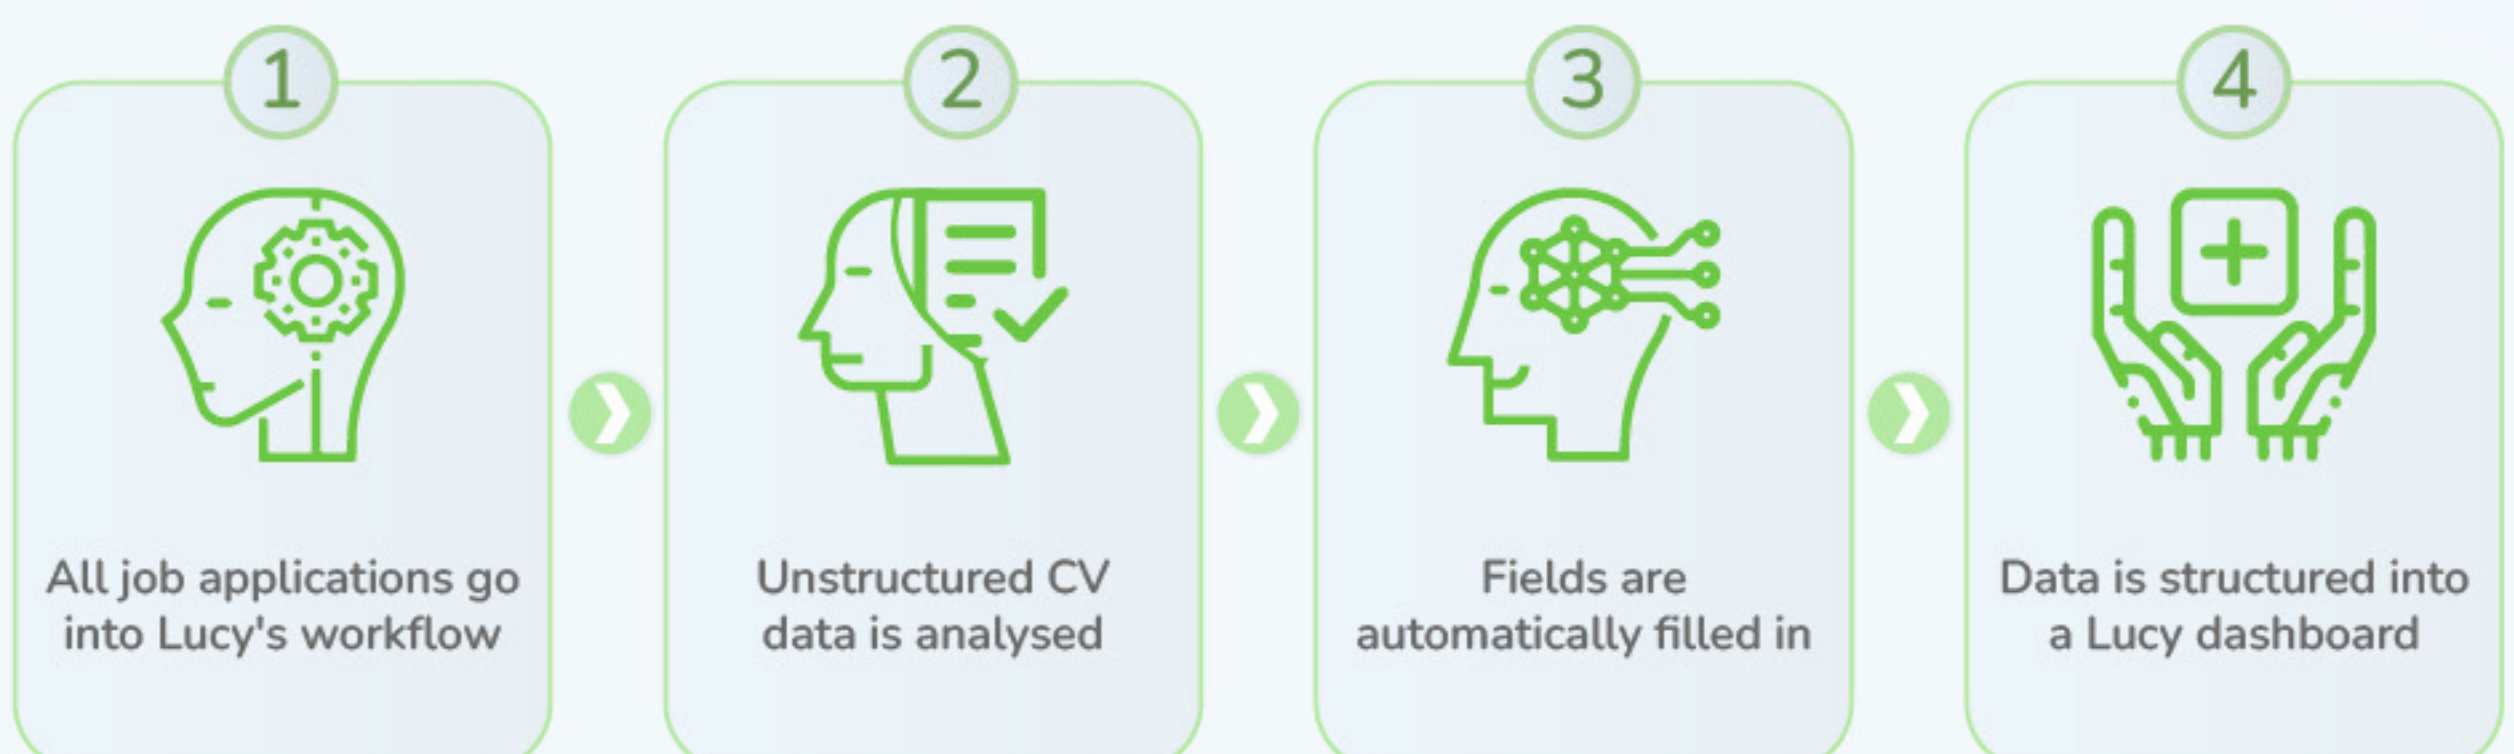 1
All job applications go
into Lucy's workflow
2
Unstructured CV
data is analysed
3
Fields are
automatically filled in
4
Data is structured into
a Lucy dashboard